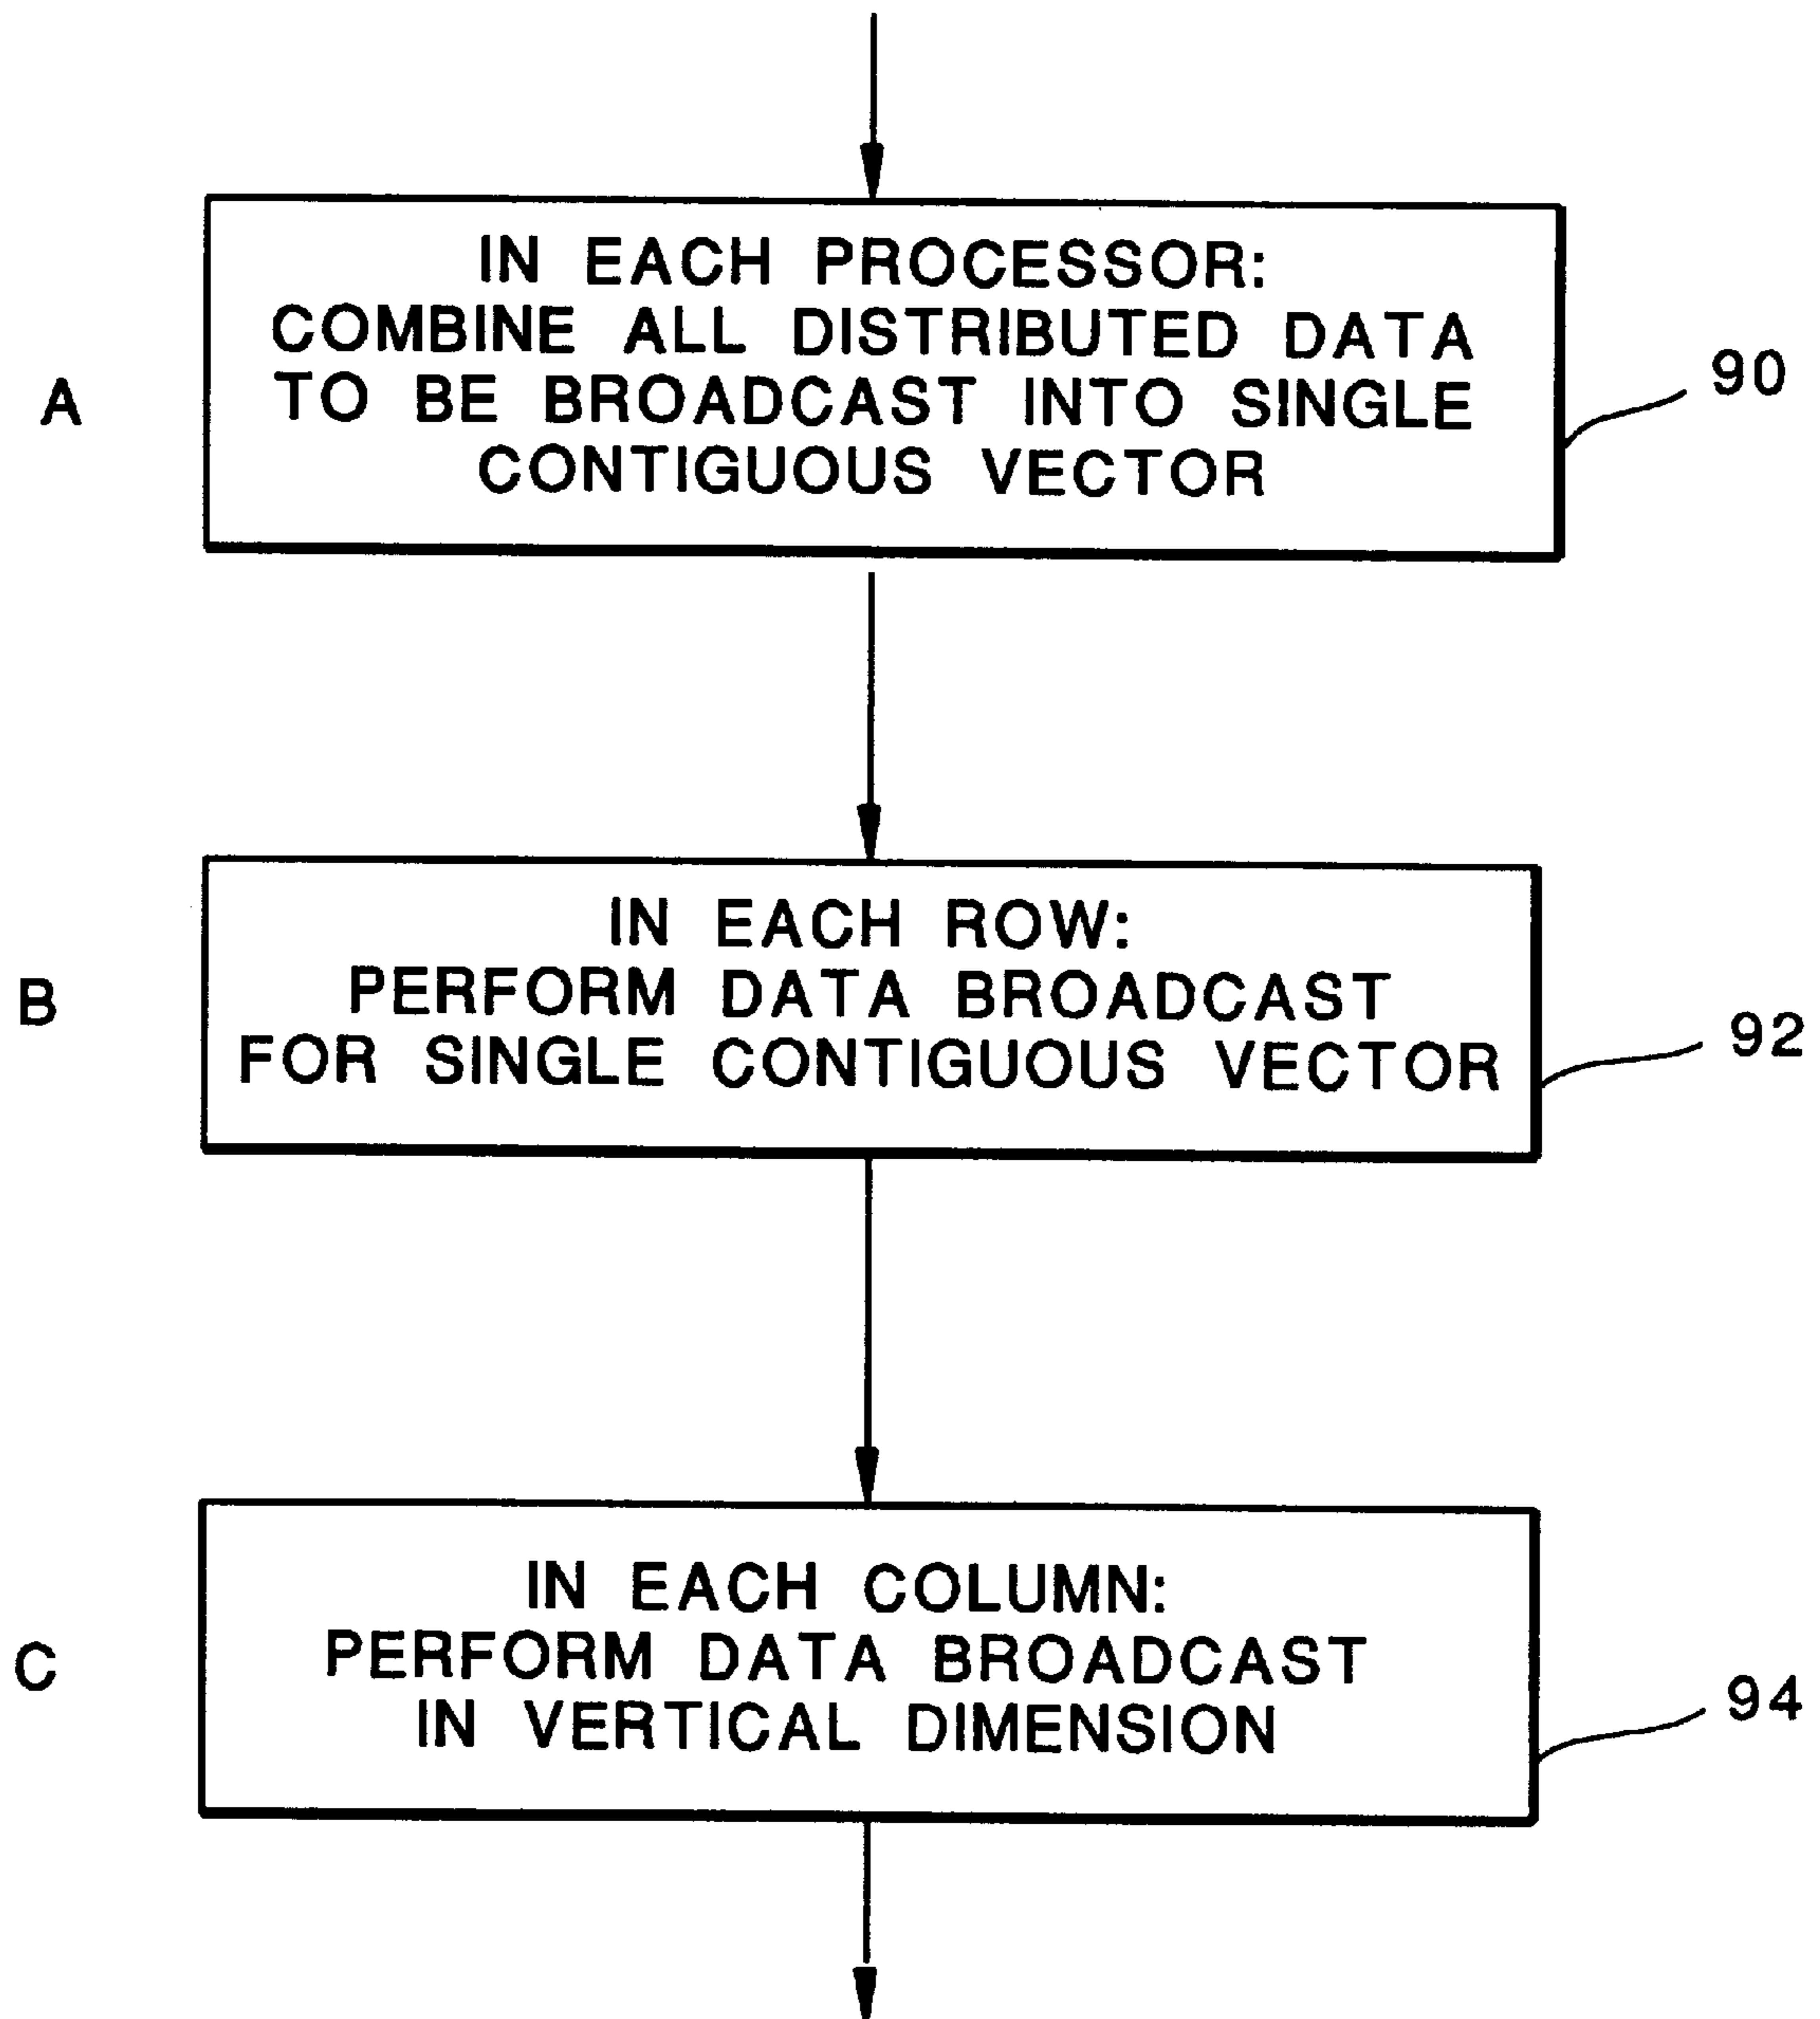 IN EACH PROCESSOR:
COMBINE ALL DISTRIBUTED DATA
TO BE BROADCAST INTO SINGLE
CONTIGUOUS VECTOR
A
90
IN EACH ROW:
PERFORM DATA BROADCAST
FOR SINGLE CONTIGUOUS VECTOR
B
92
IN EACH COLUMN:
PERFORM DATA BROADCAST
IN VERTICAL DIMENSION
C
94